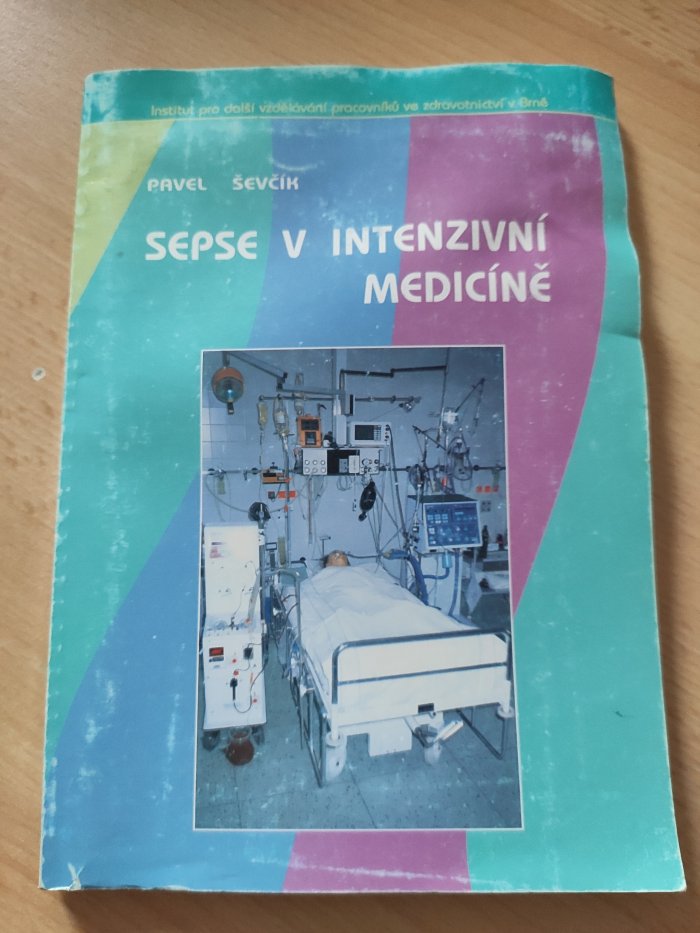 Institut pro další vzdělávání pracovníků ve zdravotnictví v Brně
PAVEL ŠEVČÍK
SEPSE V INTENZIVNÍ
MEDICÍNĚ